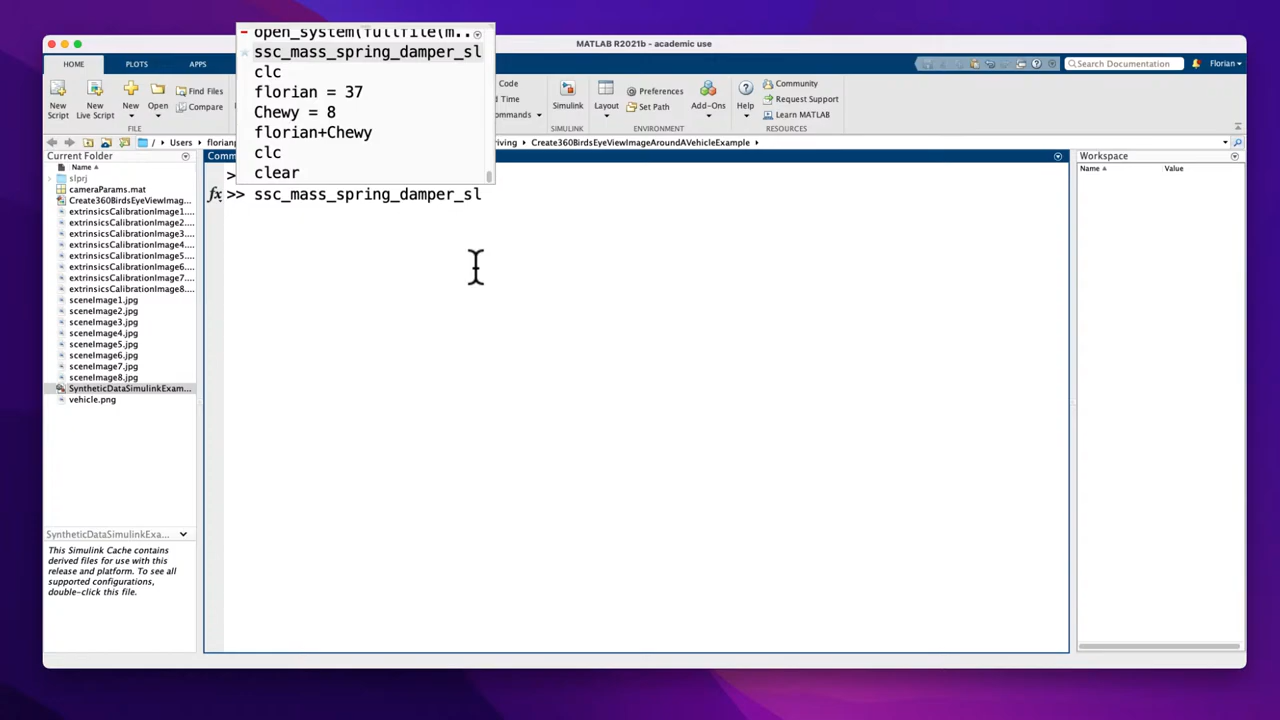 open_system(fullfile(m..
ssc_mass_spring_damper_sl
clc
florian = 37
Chewy = 8
florian+Chewy
clc
clear
MATLAB R2021b - academic use
HOME
PLOTS
APPS
Search Documentation
Florian
New Script
New Live Script
New
Open
Find Files
Compare
FILE
Code
Time
Simulink
SIMULINK
Layout
Preferences
Set Path
Add-Ons
ENVIRONMENT
Help
Community
Request Support
Learn MATLAB
RESOURCES
/ Users
Create360BirdsEyeViewImageAroundAVehicleExample
Current Folder
Name
slprj
cameraParams.mat
Create360BirdsEyeViewImag...
extrinsicsCalibrationImage1....
extrinsicsCalibrationImage2....
extrinsicsCalibrationImage3....
extrinsicsCalibrationImage4....
extrinsicsCalibrationImage5....
extrinsicsCalibrationImage6....
extrinsicsCalibrationImage7....
extrinsicsCalibrationImage8....
sceneImage1.jpg
sceneImage2.jpg
sceneImage3.jpg
sceneImage4.jpg
sceneImage5.jpg
sceneImage6.jpg
sceneImage7.jpg
sceneImage8.jpg
SyntheticDataSimulinkExam...
vehicle.png
SyntheticDataSimulinkExa...
This Simulink Cache contains
derived files for use with this
release and platform. To see all
supported configurations,
double-click this file.
fx >> ssc_mass_spring_damper_sl
Workspace
Name
Value